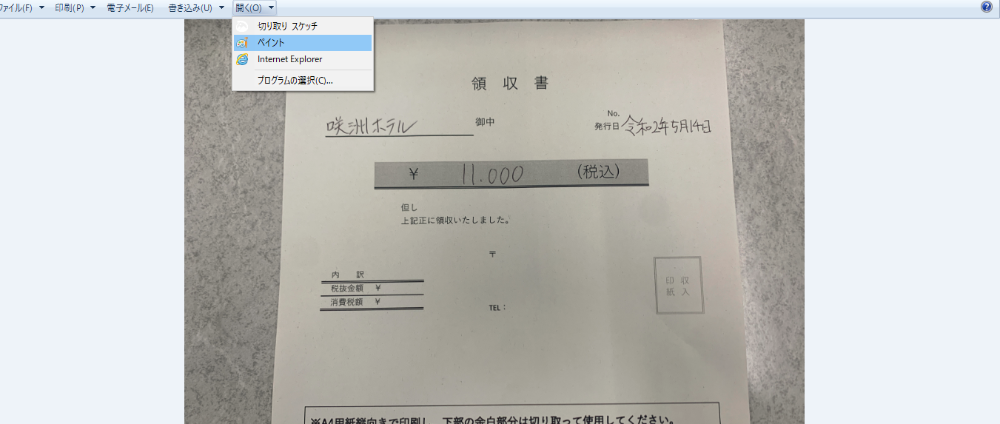 ファイル(F) 印刷(P) 電子メール(E) 書き込み(U) 開く(O)
切り取り スケッチ
ペイント
Internet Explorer
プログラムの選択(C)...
領 収 書
咲洲ホテル 御中
No.
発行日 令和2年5月14日
¥ 11.000 (税込)
但し
上記正に領収いたしました。
〒
内 訳
税抜金額 ¥
消費税額 ¥
TEL：
印 収
紙 入
※A4用紙縦向きで印刷し、下部の余白部分は切り取って使用してください。